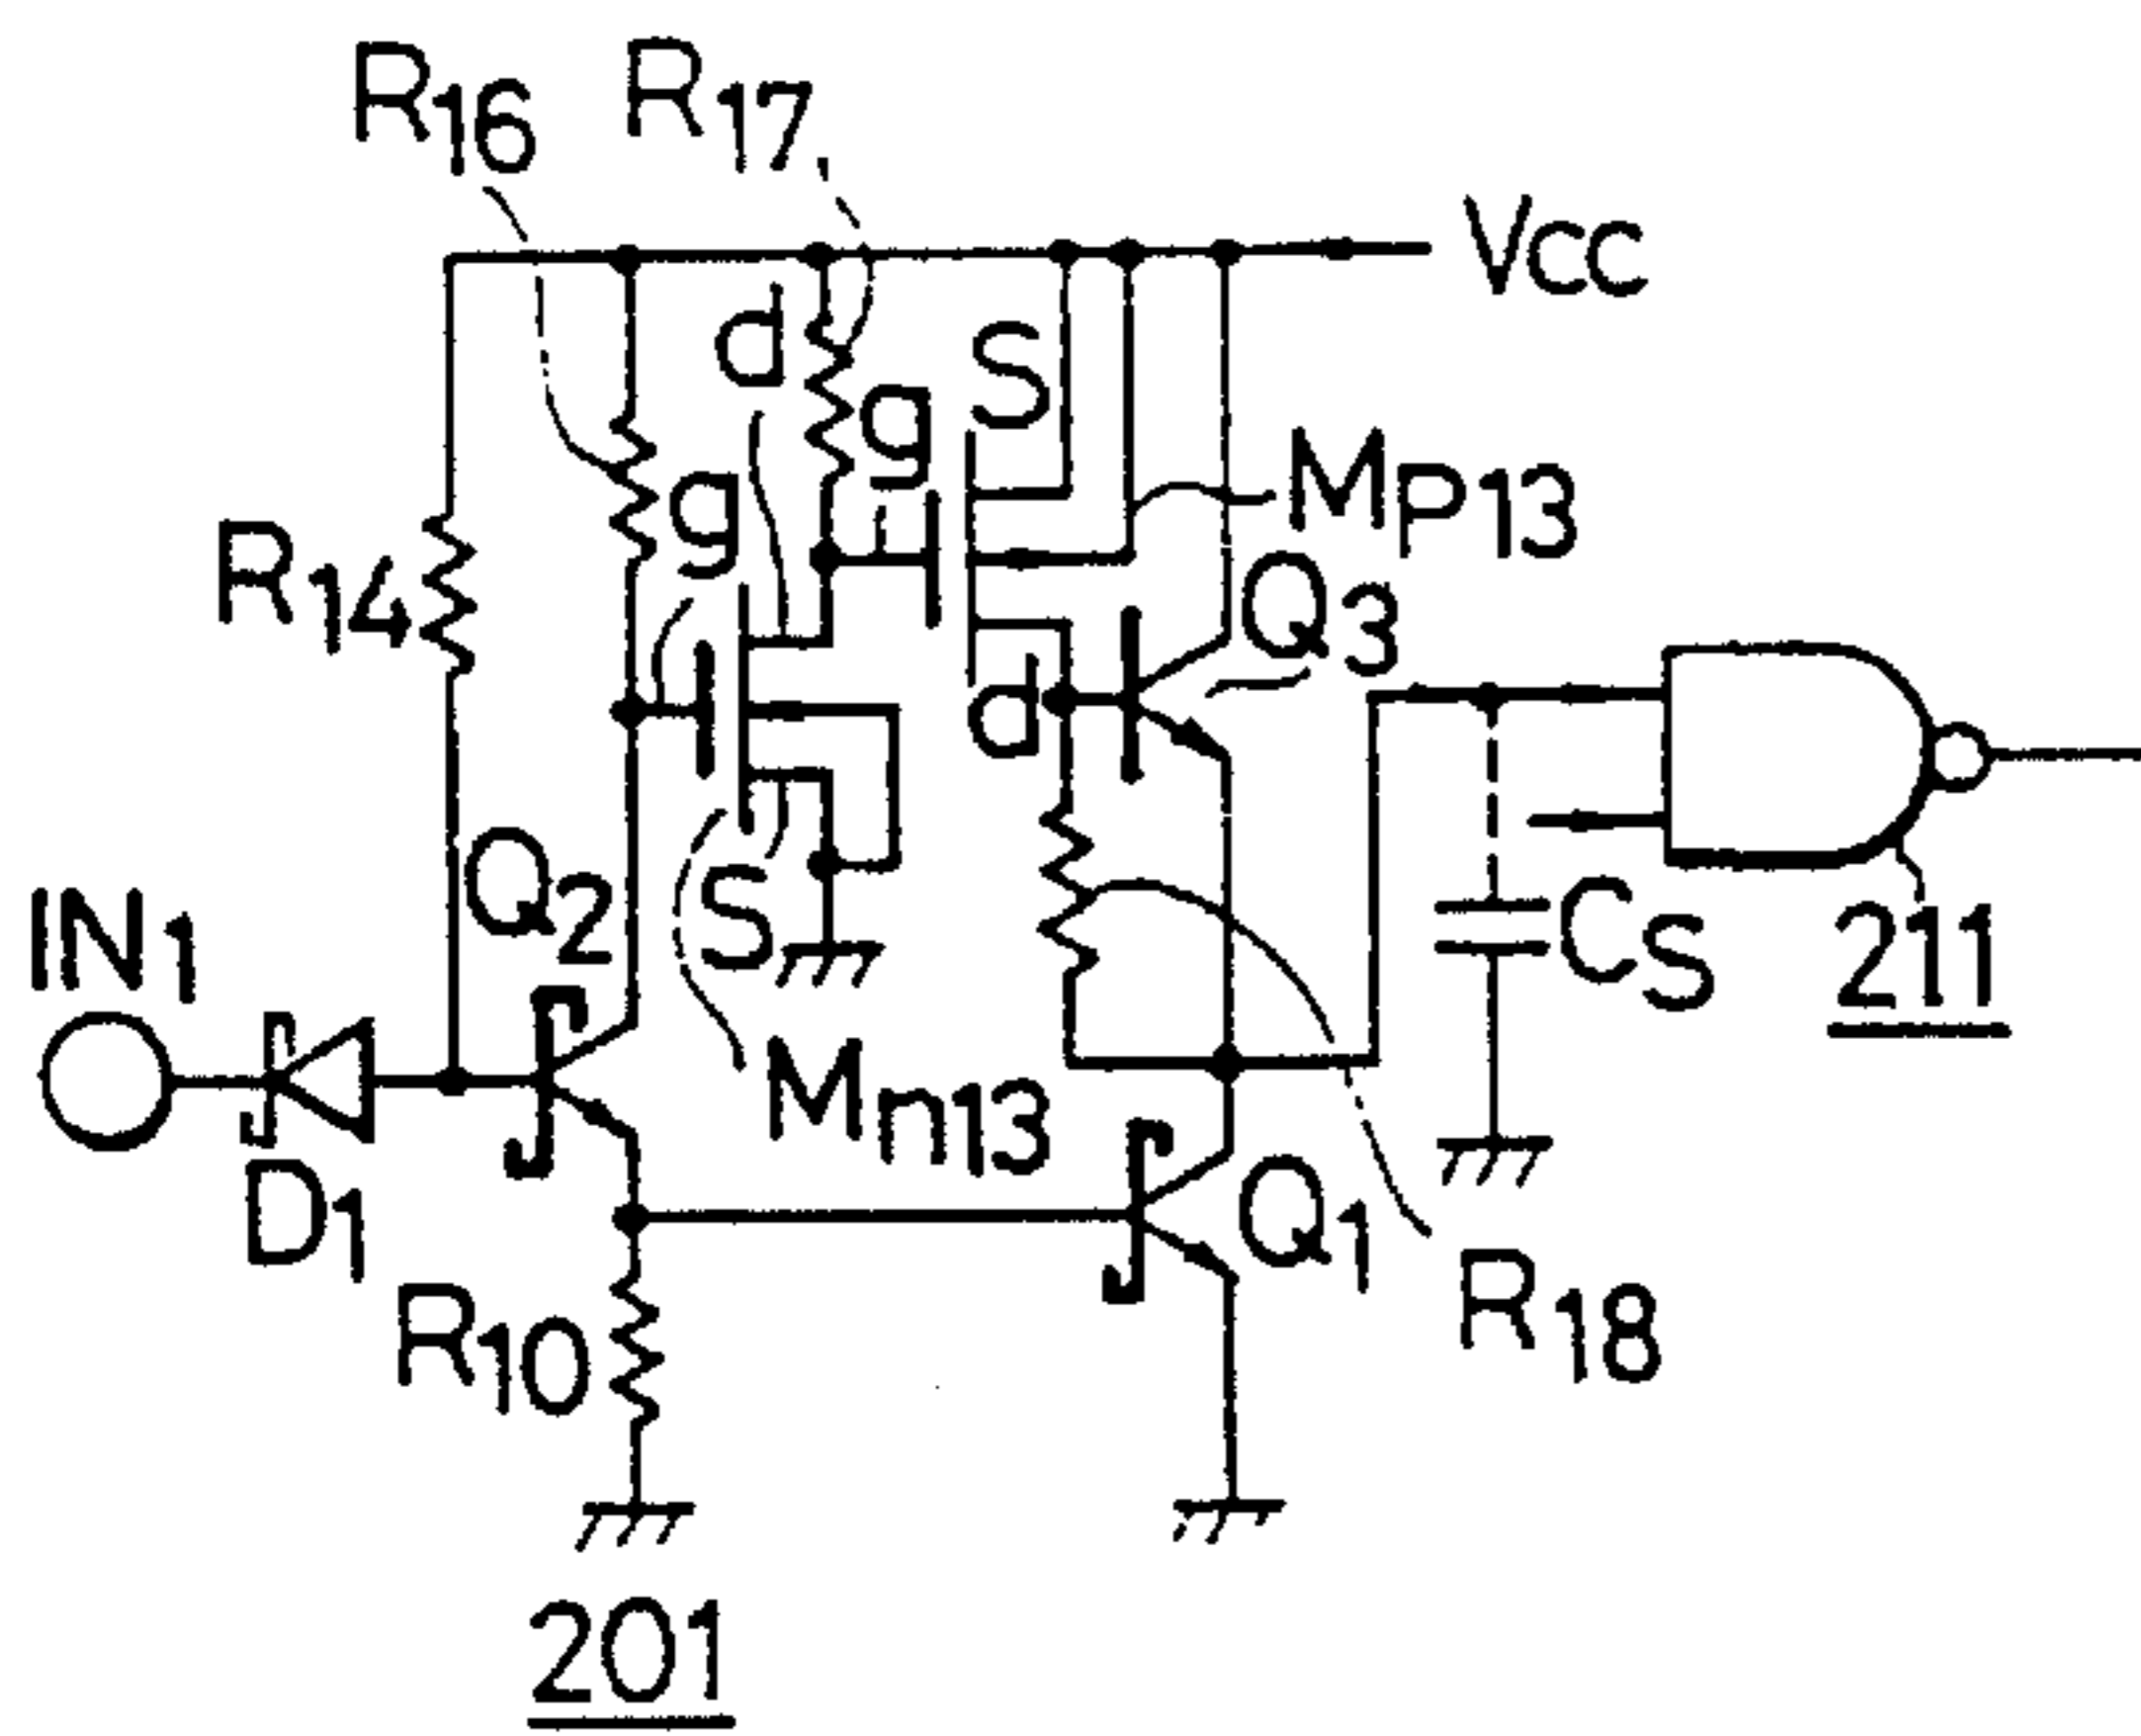 R16
R17
Vcc
d
S
g
g
MP13
R14
Q3
d
Q2
S
CS
211
IN1
Mn13
D1
Q1
R10
R18
201